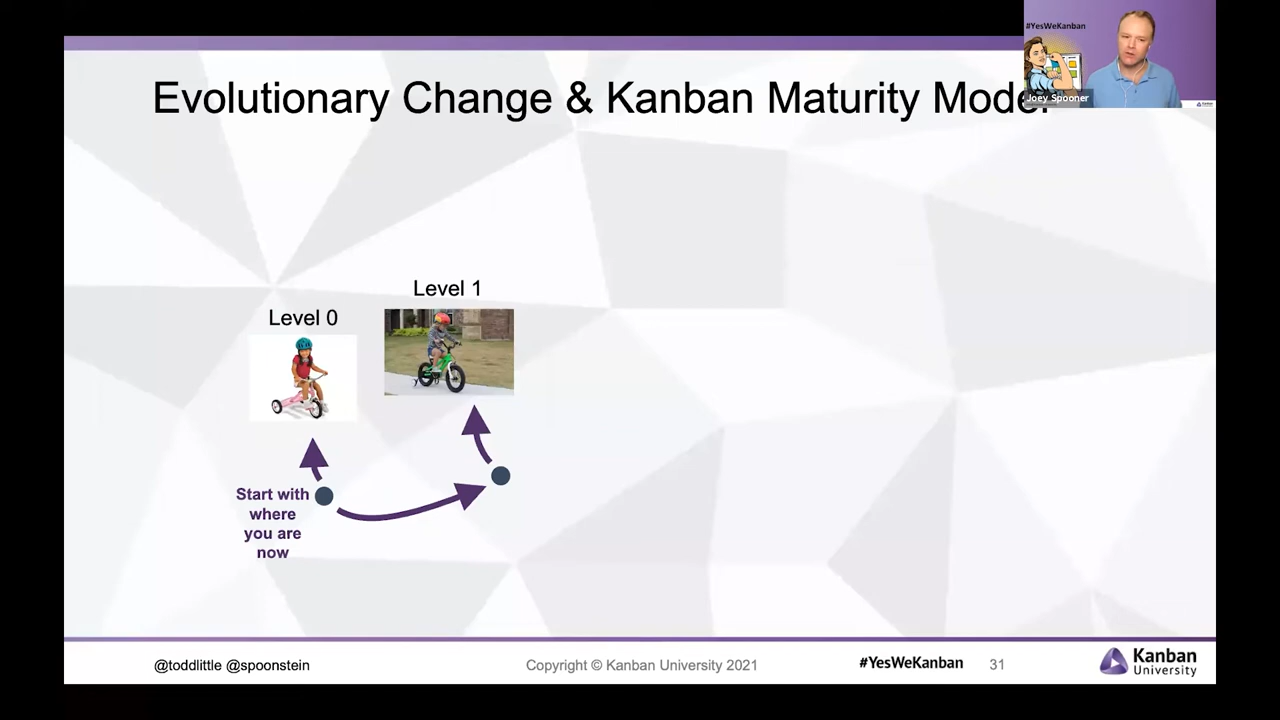 #YesWeKanban
Joey Spooner
Evolutionary Change & Kanban Maturity Model
Level 1
Level 0
Start with
where
you are
now
@toddlittle @spoonstein
Copyright © Kanban University 2021
#YesWeKanban
31
Kanban
University